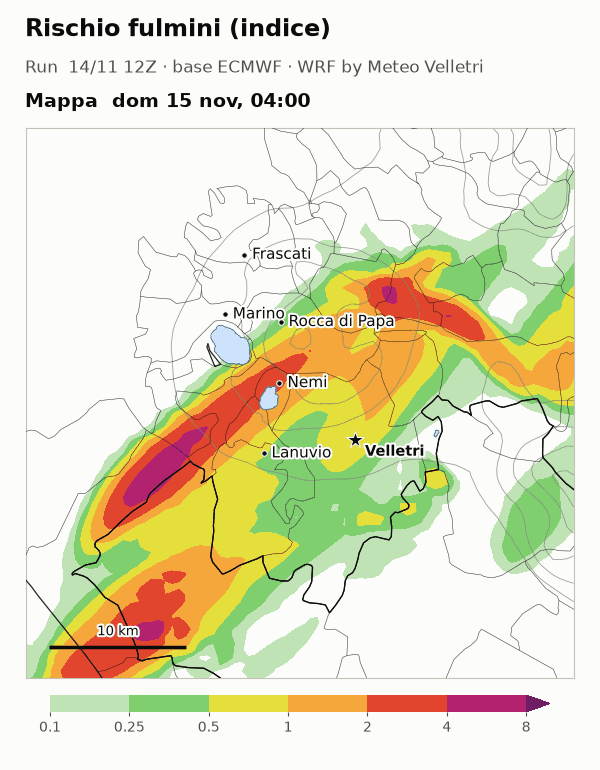 Rischio fulmini (indice)
Run 14/11 12Z · base ECMWF · WRF by Meteo Velletri
Mappa dom 15 nov, 04:00
Frascati
Marino
Rocca di Papa
Nemi
Velletri
Lanuvio
10 km
0.1 0.25 0.5 1 2 4 8